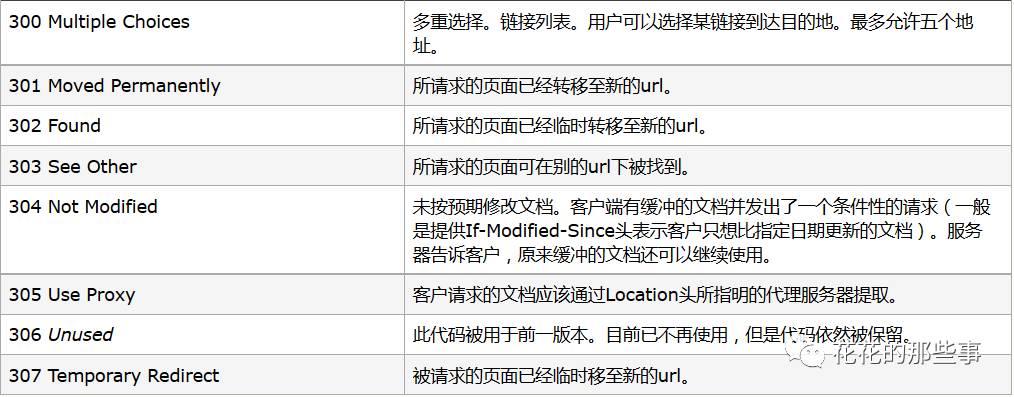 300 Multiple Choices
多重选择。链接列表。用户可以选择某链接到达目的地。最多允许五个地
址。
301 Moved Permanently
所请求的页面已经转移至新的url。
302 Found
所请求的页面已经临时转移至新的url。
303 See Other
所请求的页面可在别的url下被找到。
304 Not Modified
未按预期修改文档。客户端有缓冲的文档并发出了一个条件性的请求（一般
是提供If-Modified-Since头表示客户只想比指定日期更新的文档）。服务
器告诉客户，原来缓冲的文档还可以继续使用。
305 Use Proxy
客户请求的文档应该通过Location头所指明的代理服务器提取。
306 Unused
此代码被用于前一版本。目前已不再使用，但是代码依然被保留。
307 Temporary Redirect
被请求的页面已经临时移至新的url。
花花的那些事